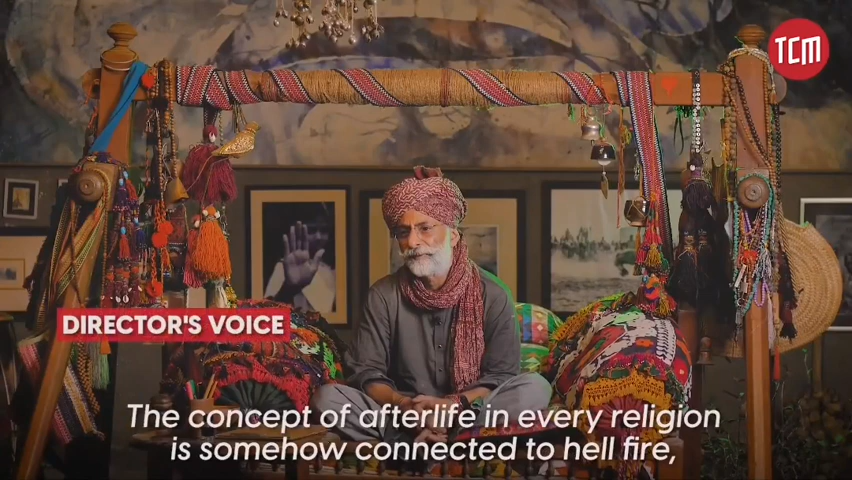 TCM
DIRECTOR'S VOICE
The concept of afterlife in every religion
is somehow connected to hell fire,